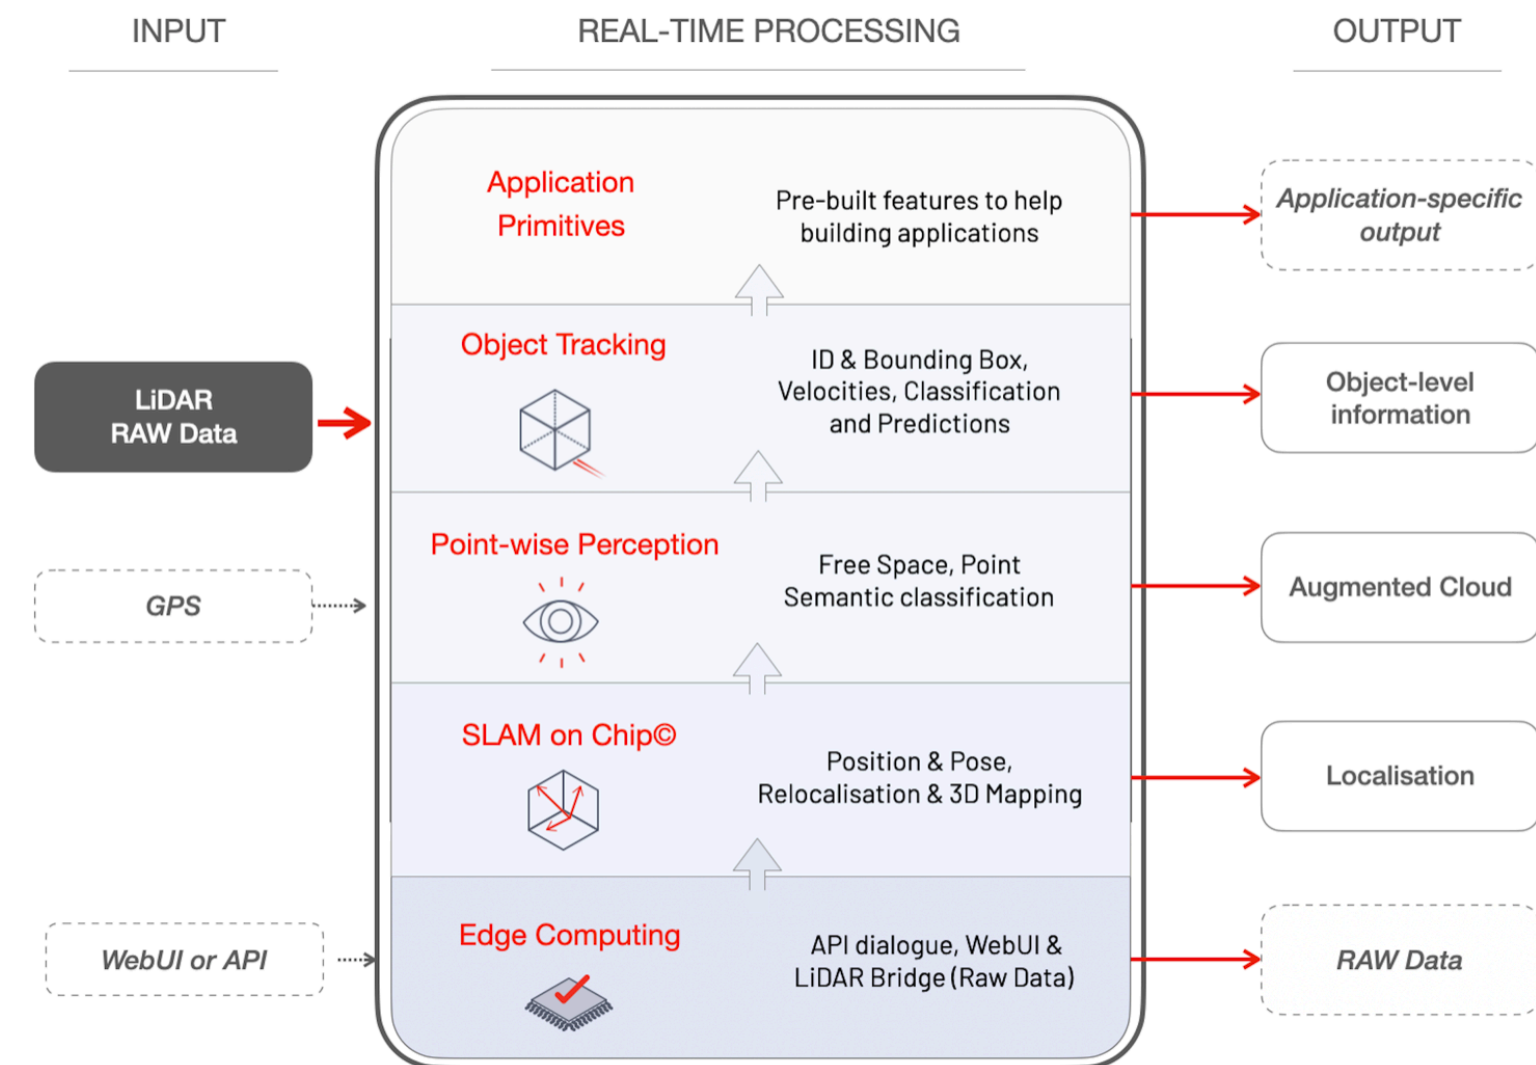 INPUT
REAL-TIME PROCESSING
OUTPUT
Application
Primitives
Pre-built features to help
building applications
Application-specific
output
LiDAR
RAW Data
Object Tracking
ID & Bounding Box,
Velocities, Classification
and Predictions
Object-level
information
GPS
Point-wise Perception
Free Space, Point
Semantic classification
Augmented Cloud
SLAM on Chip©
Position & Pose,
Relocalisation & 3D Mapping
Localisation
WebUI or API
Edge Computing
API dialogue, WebUI &
LiDAR Bridge (Raw Data)
RAW Data